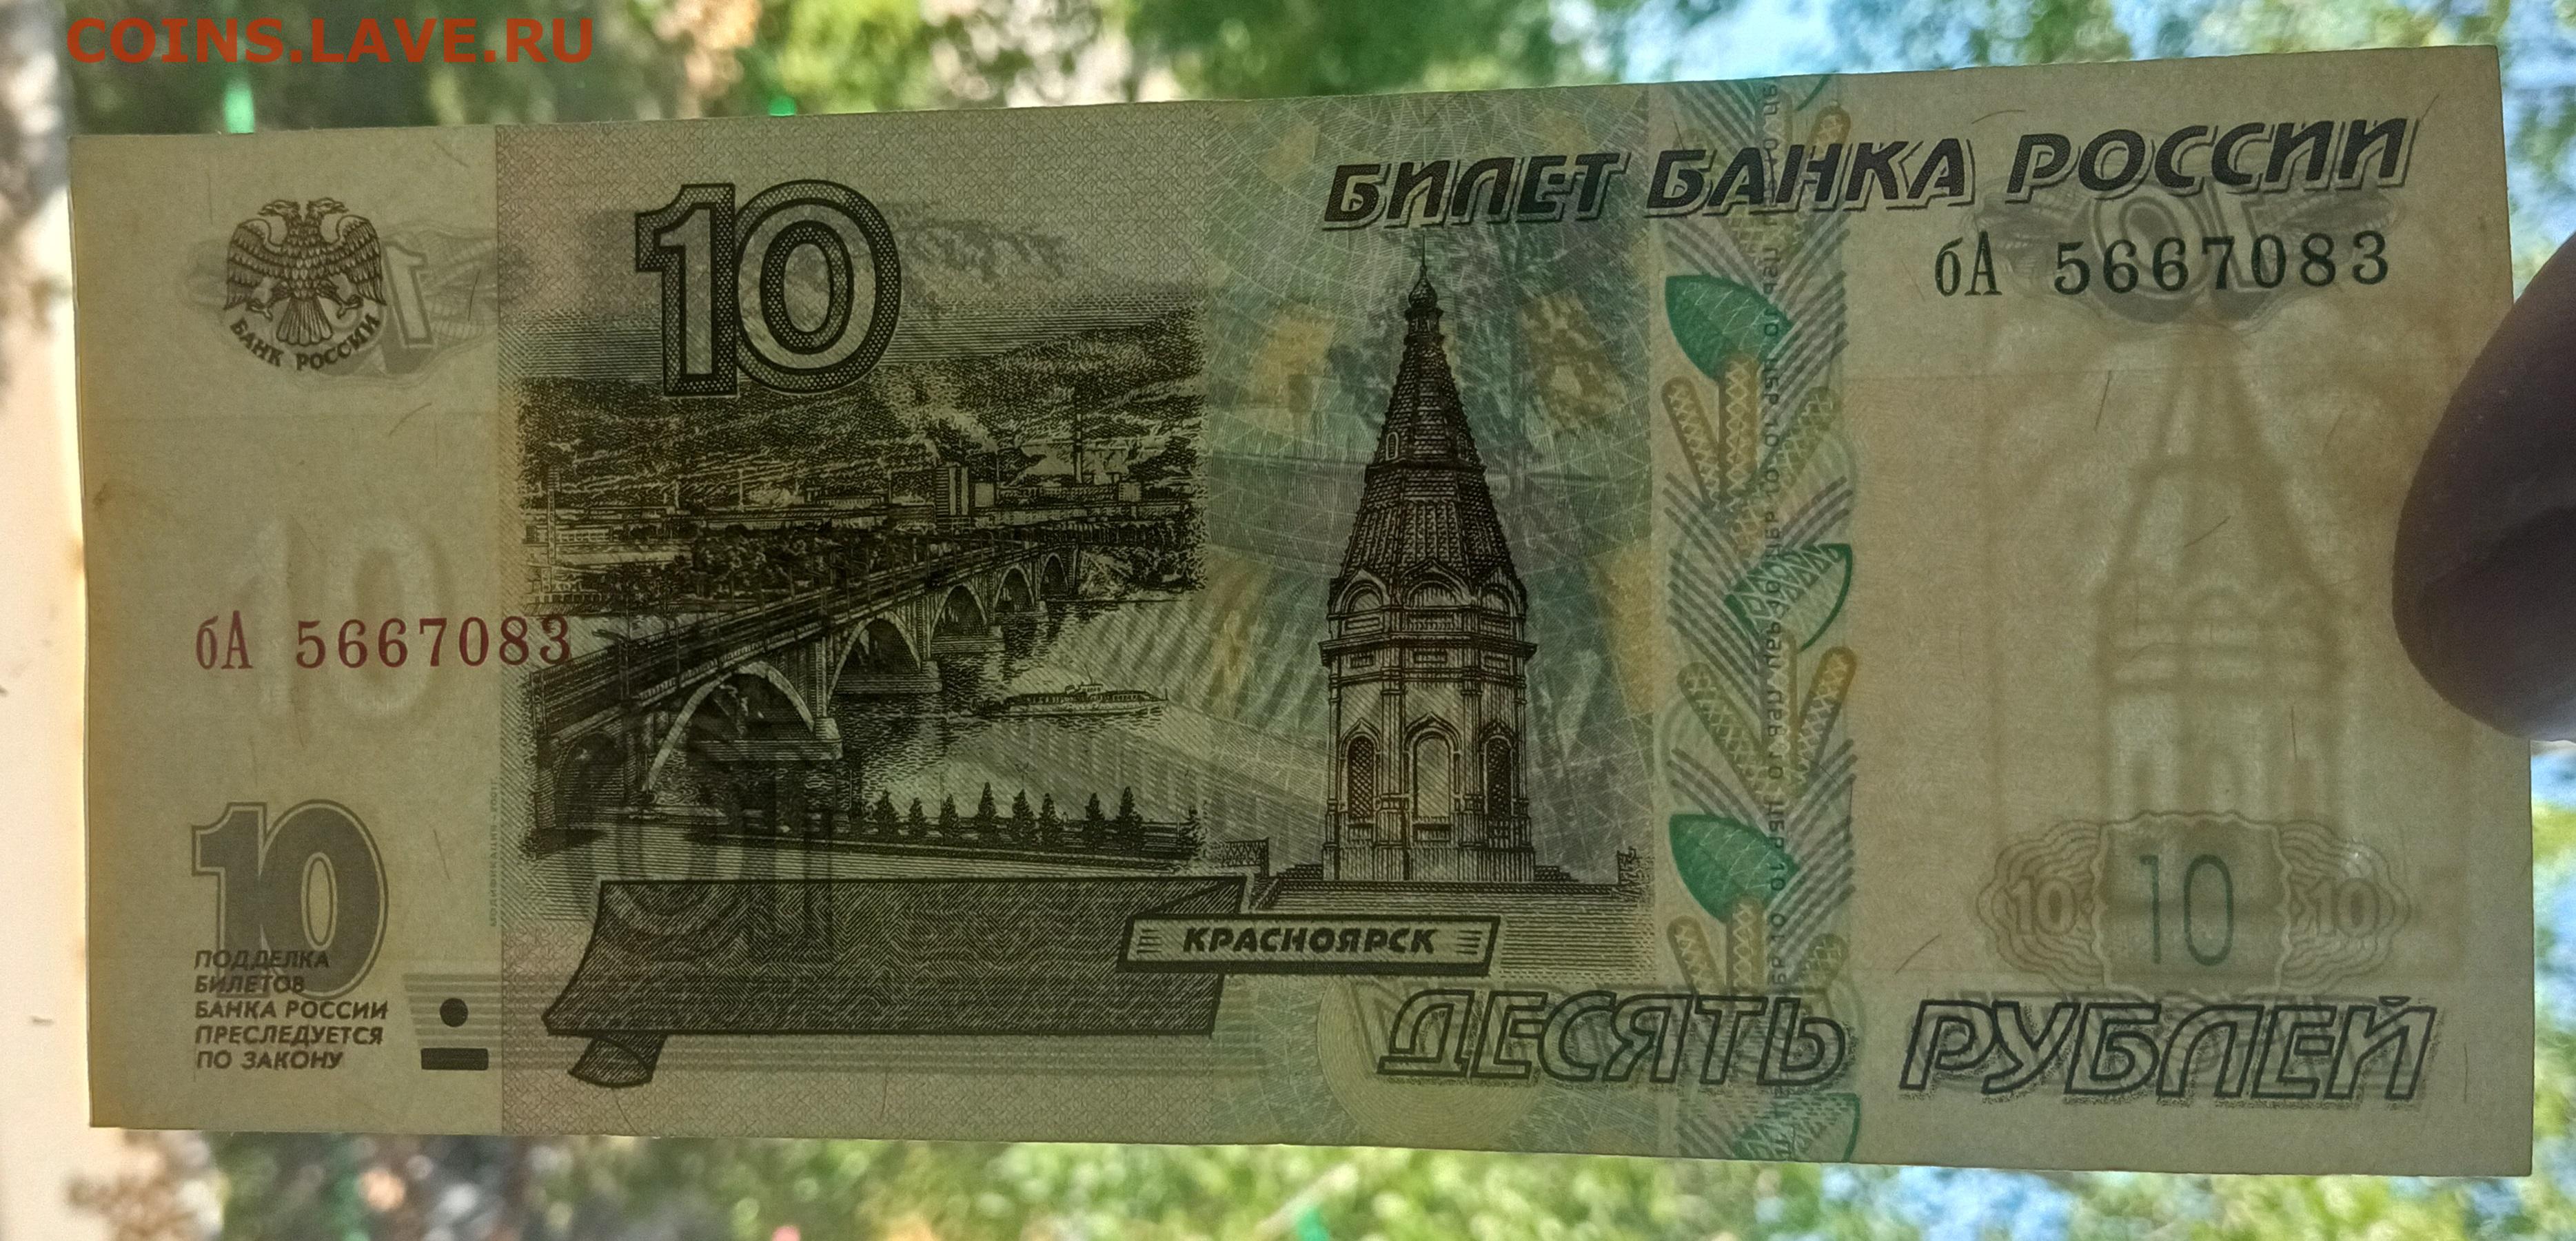 COINS.LAVE.RU
БИЛЕТ БАНКА РОССИИ
бА 5667083
10
БАНК РОССИИ
10
бА 5667083
10
ПОДДЕЛКА
БИЛЕТОВ
БАНКА РОССИИ
ПРЕСЛЕДУЕТСЯ
ПО ЗАКОНУ
КРАСНОЯРСК
10 10 10
ДЕСЯТЬ РУБЛЕЙ